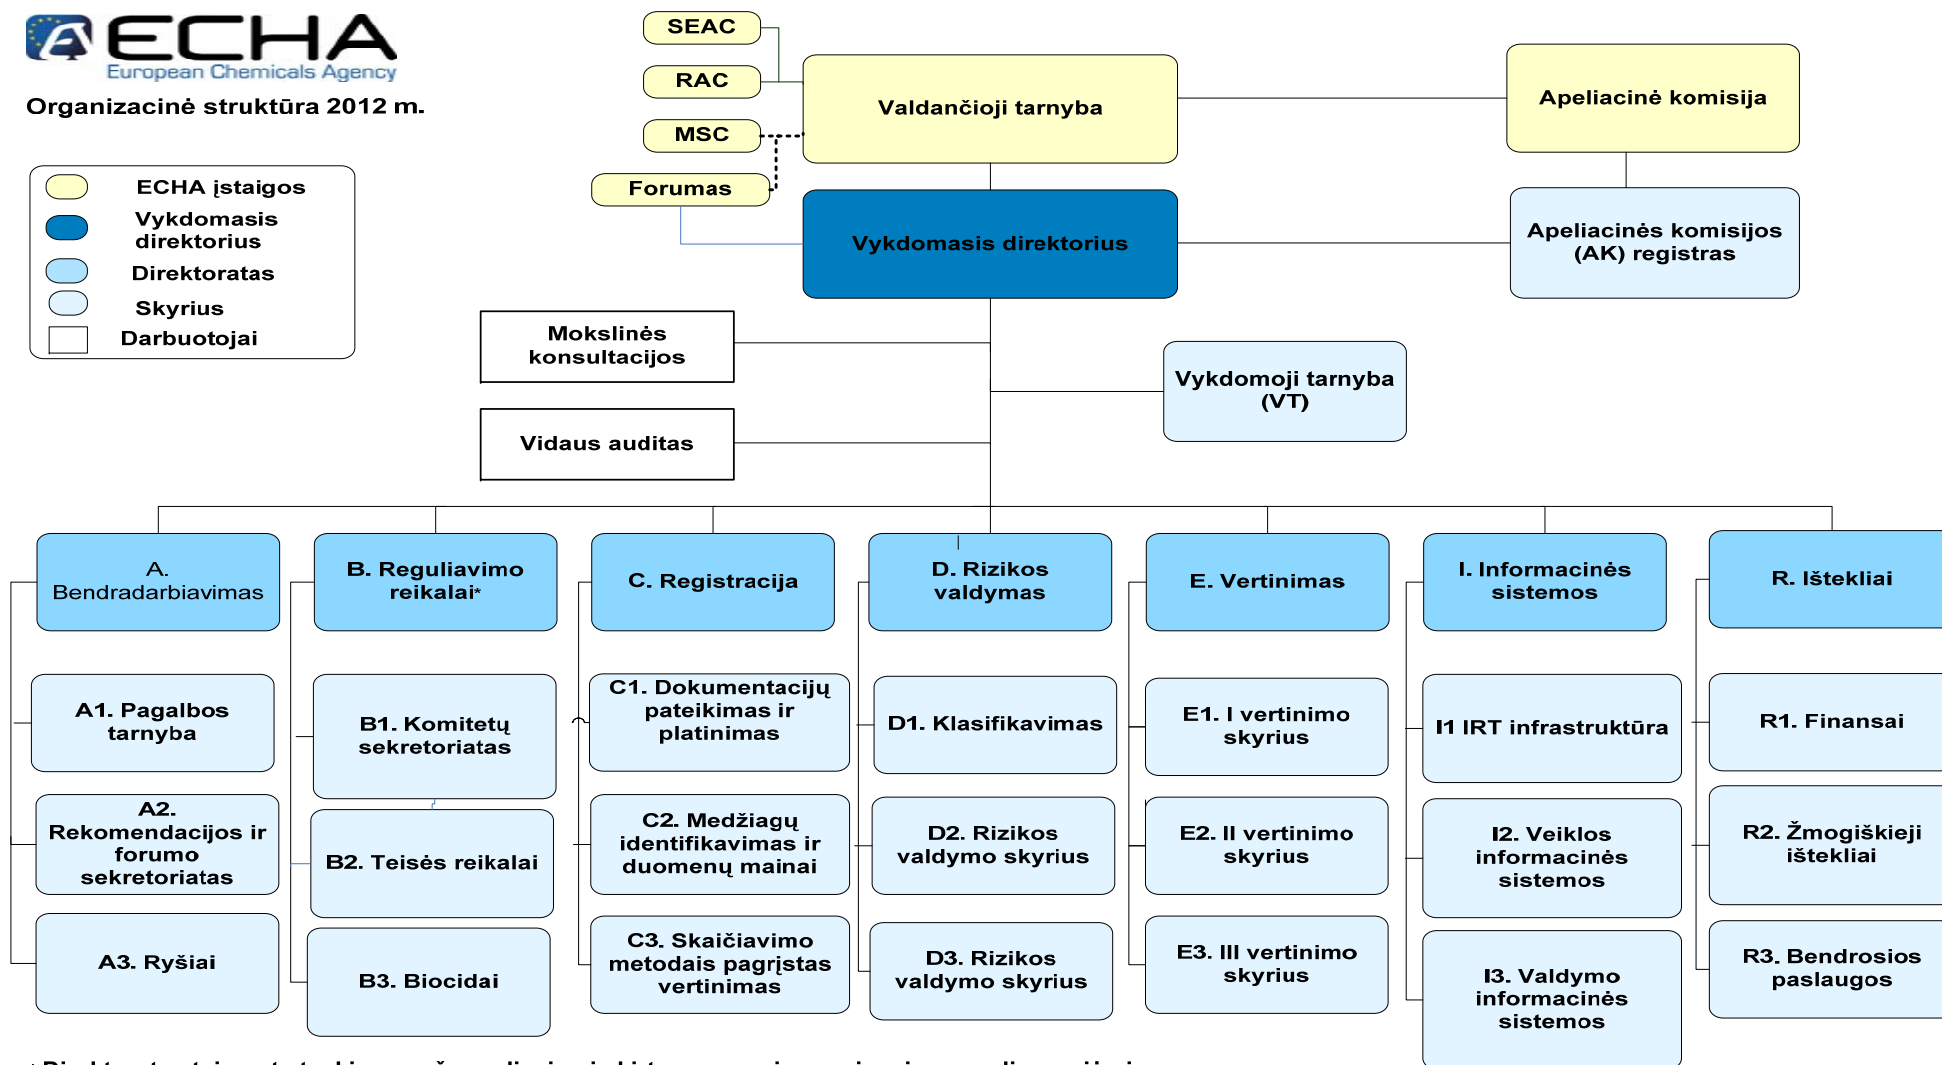 ECHA
European Chemicals Agency
Organizacinė struktūra 2012 m.
ECHA įstaigos
Vykdomasis
direktorius
Direktoratas
Skyrius
Darbuotojai
SEAC
RAC
MSC
Forumas
Valdančioji tarnyba
Apeliacinė komisija
Vykdomasis direktorius
Apeliacinės komisijos
(AK) registras
Mokslinės
konsultacijos
Vykdomoji tarnyba
(VT)
Vidaus auditas
A.
Bendradarbiavimas
B. Reguliavimo
reikalai*
C. Registracija
D. Rizikos
valdymas
E. Vertinimas
I. Informacinės
sistemos
R. Ištekliai
A1. Pagalbos
tarnyba
B1. Komitetų
sekretoriatas
C1. Dokumentacijų
pateikimas ir
platinimas
D1. Klasifikavimas
E1. I vertinimo
skyrius
I1 IRT infrastruktūra
R1. Finansai
A2.
Rekomendacijos ir
forumo
sekretoriatas
B2. Teisės reikalai
C2. Medžiagų
identifikavimas ir
duomenų mainai
D2. Rizikos
valdymo skyrius
E2. II vertinimo
skyrius
I2. Veiklos
informacinės
sistemos
R2. Žmogiškieji
ištekliai
A3. Ryšiai
B3. Biocidai
C3. Skaičiavimo
metodais pagrįstas
vertinimas
D3. Rizikos
valdymo skyrius
E3. III vertinimo
skyrius
I3. Valdymo
informacinės
sistemos
R3. Bendrosios
paslaugos